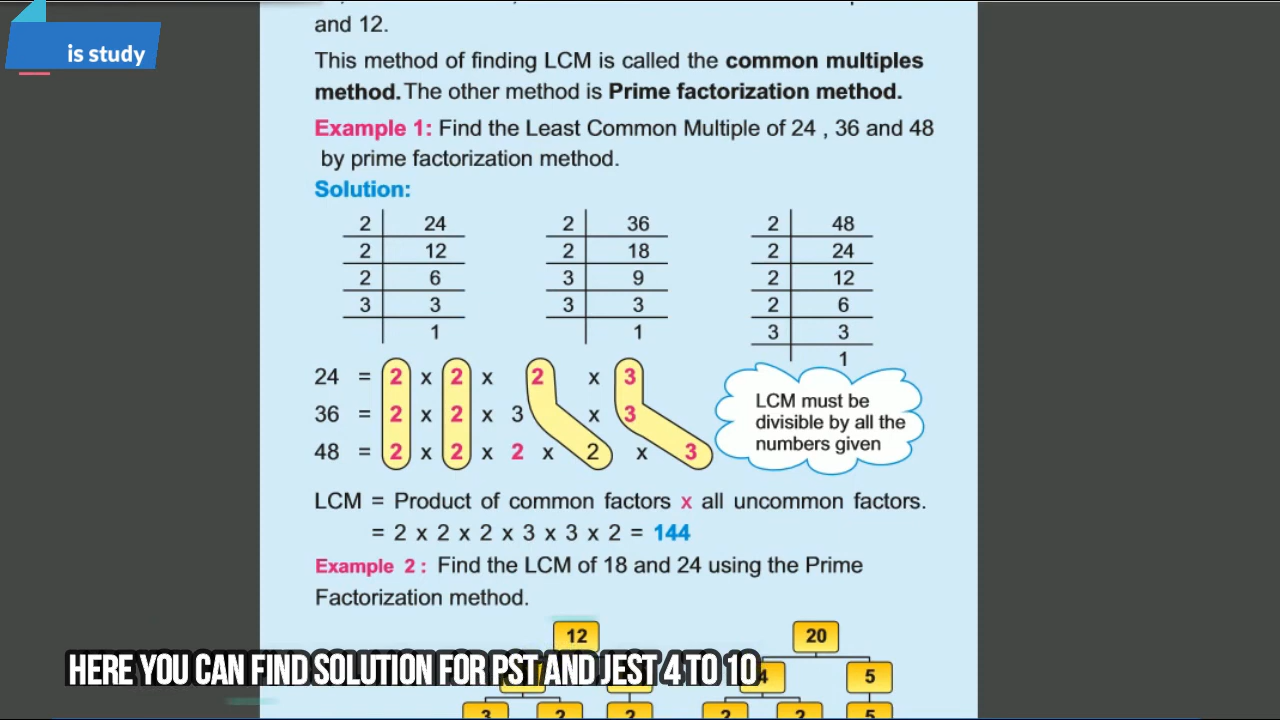 is study
and 12.
This method of finding LCM is called the common multiples
method. The other method is Prime factorization method.
Example 1: Find the Least Common Multiple of 24 , 36 and 48
by prime factorization method.
Solution:
2 24 2 36 2 48
2 12 2 18 2 24
2 6 3 9 2 12
3 3 3 3 2 6
1 1 3 3
1
24 = 2 x 2 x 2 x 3
36 = 2 x 2 x 3 x 3
48 = 2 x 2 x 2 x 2 x 3
LCM must be
divisible by all the
numbers given
LCM = Product of common factors x all uncommon factors.
= 2 x 2 x 2 x 3 x 3 x 2 = 144
Example 2 : Find the LCM of 18 and 24 using the Prime
Factorization method.
12 20
4 5
3 2 2 2 2 5
HERE YOU CAN FIND SOLUTION FOR PST AND JEST 4 TO 10